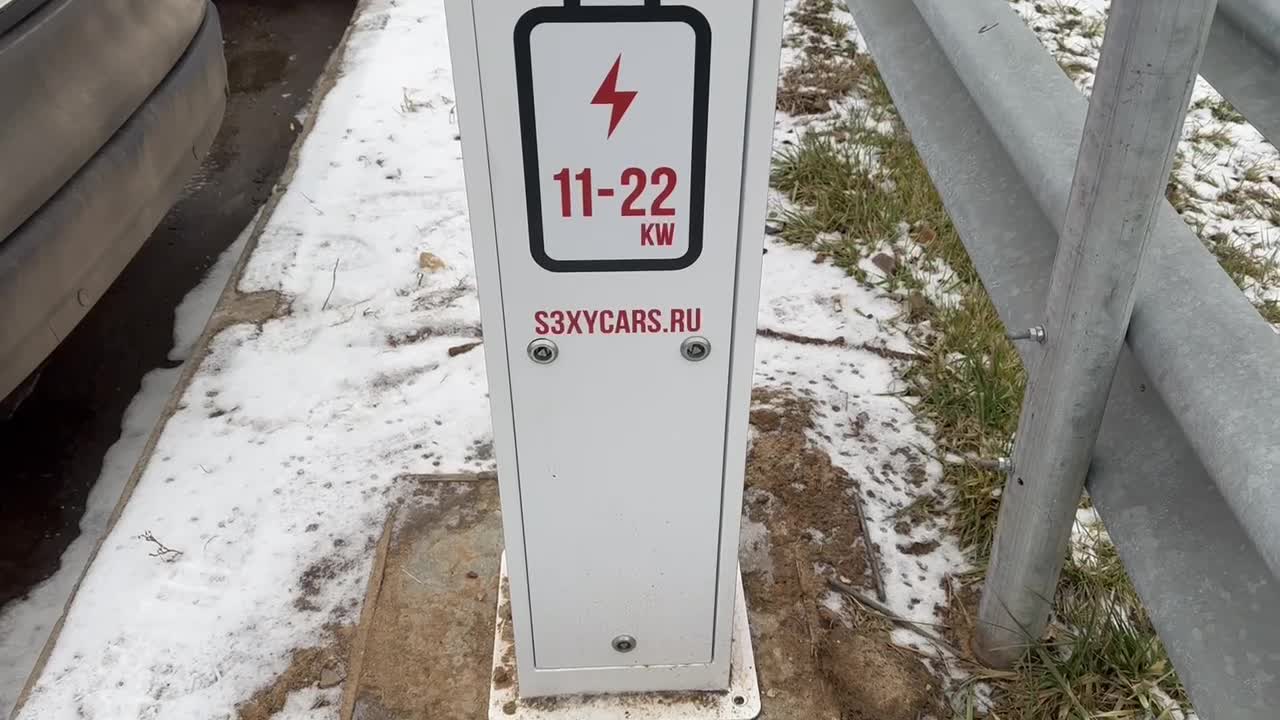 11-22
KW
S3XYCARS.RU